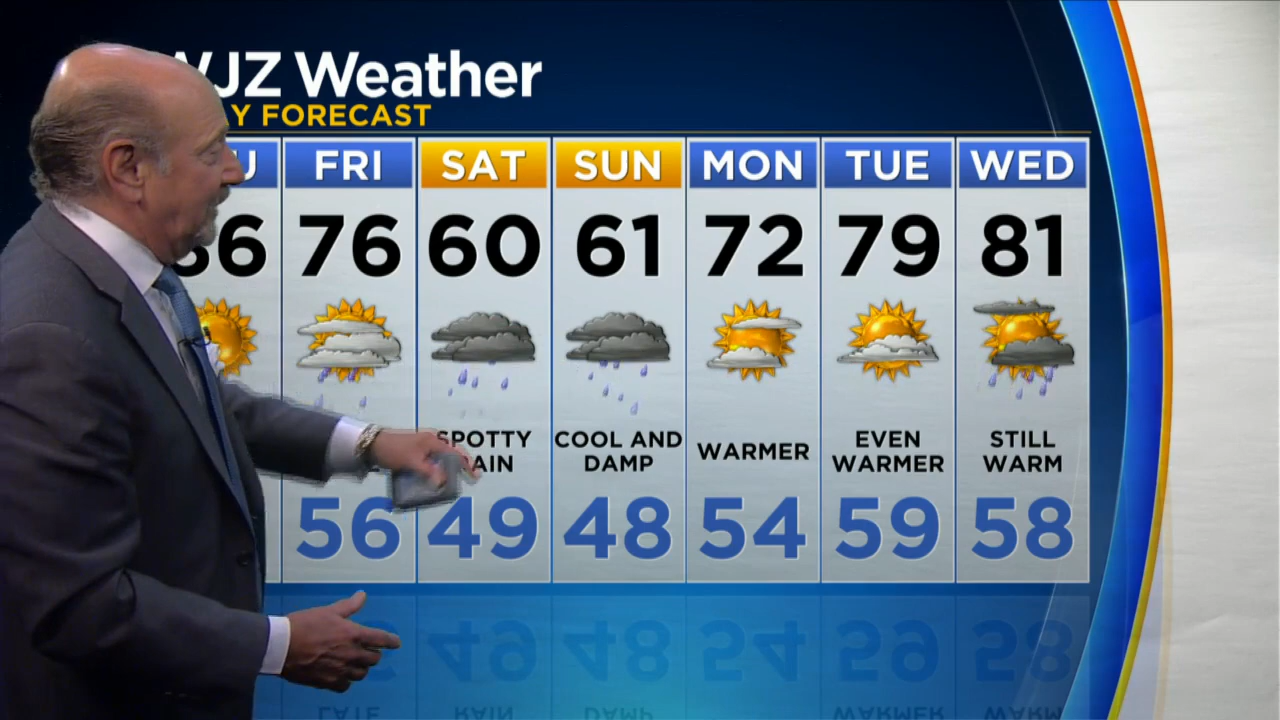 WJZ Weather
Y FORECAST
FRI SAT SUN MON TUE WED
76 60 61 72 79 81
SPOTTY COOL AND WARMER EVEN STILL
DAMP WARMER WARM
56 49 48 54 59 58